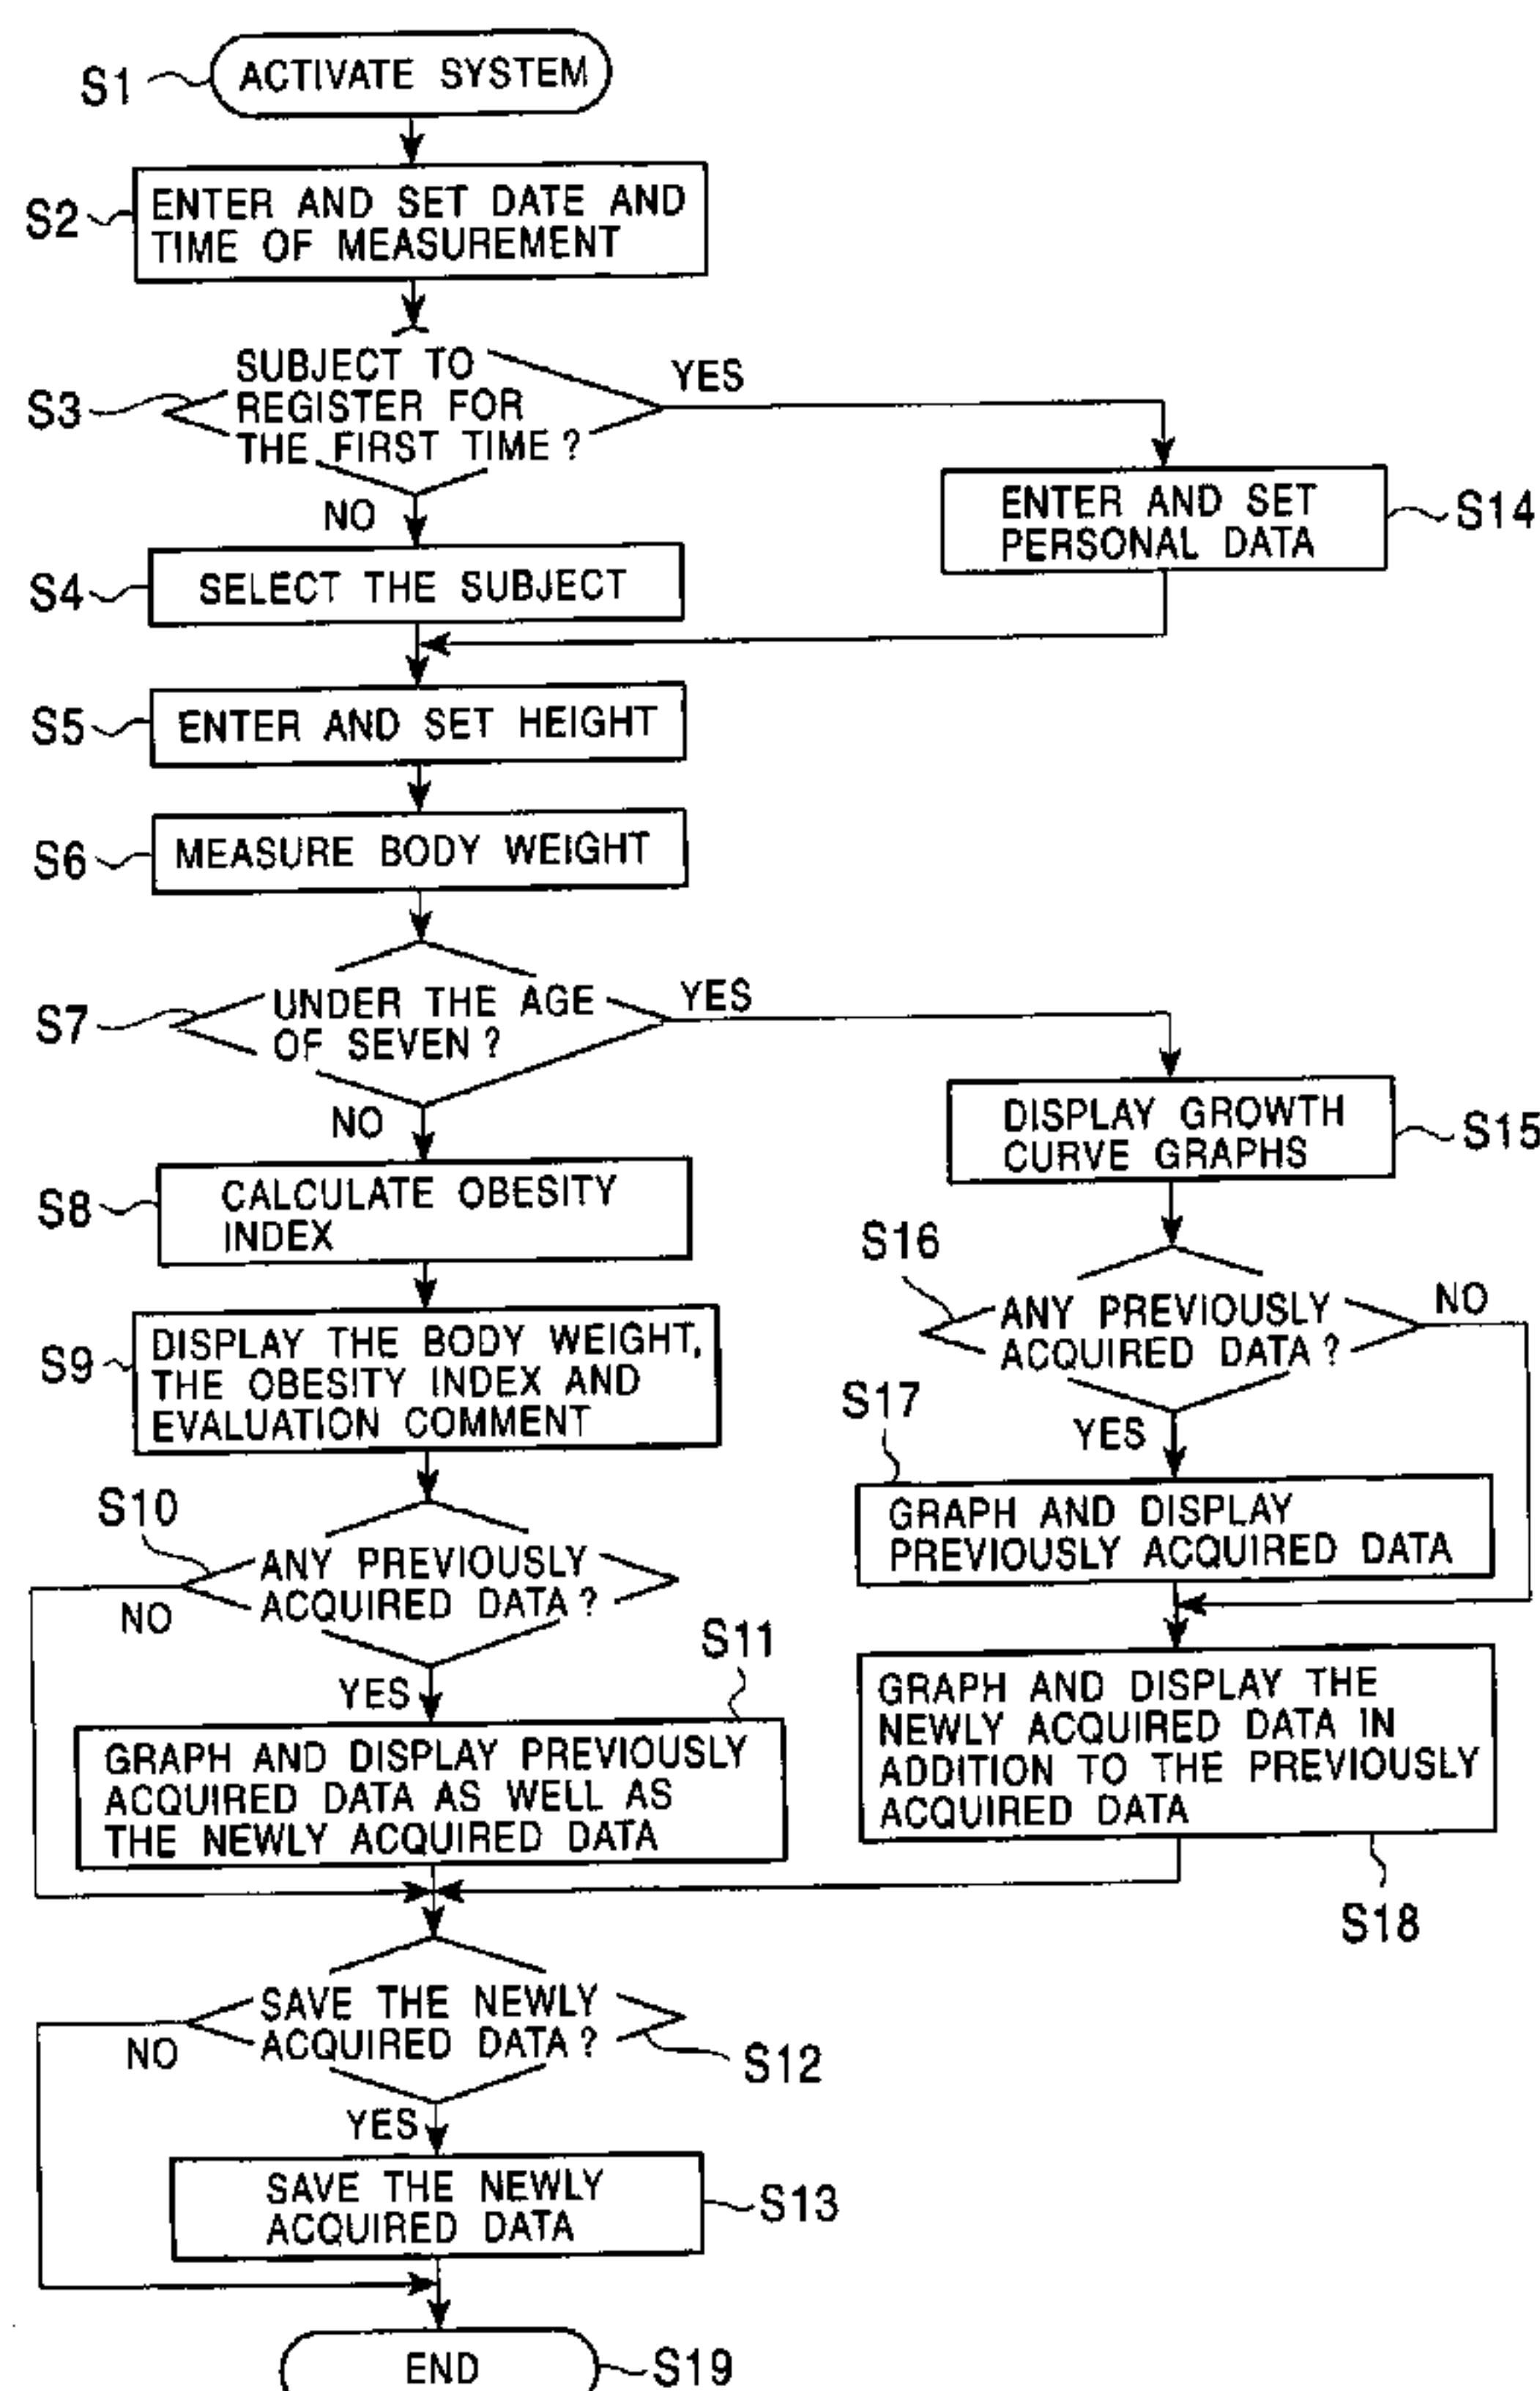 S1
ACTIVATE SYSTEM
S2
ENTER AND SET DATE AND
TIME OF MEASUREMENT
S3
SUBJECT TO
REGISTER FOR
THE FIRST TIME?
YES
NO
S14
ENTER AND SET
PERSONAL DATA
S4
SELECT THE SUBJECT
S5
ENTER AND SET HEIGHT
S6
MEASURE BODY WEIGHT
S7
UNDER THE AGE
OF SEVEN?
YES
NO
S15
DISPLAY GROWTH
CURVE GRAPHS
S8
CALCULATE OBESITY
INDEX
S16
ANY PREVIOUSLY
ACQUIRED DATA?
NO
YES
S9
DISPLAY THE BODY WEIGHT,
THE OBESITY INDEX AND
EVALUATION COMMENT
S17
GRAPH AND DISPLAY
PREVIOUSLY ACQUIRED DATA
S10
ANY PREVIOUSLY
ACQUIRED DATA?
NO
YES
S11
GRAPH AND DISPLAY PREVIOUSLY
ACQUIRED DATA AS WELL AS
THE NEWLY ACQUIRED DATA
GRAPH AND DISPLAY THE
NEWLY ACQUIRED DATA IN
ADDITION TO THE PREVIOUSLY
ACQUIRED DATA
S18
SAVE THE NEWLY
ACQUIRED DATA?
NO
S12
YES
SAVE THE NEWLY
ACQUIRED DATA
S13
END
S19